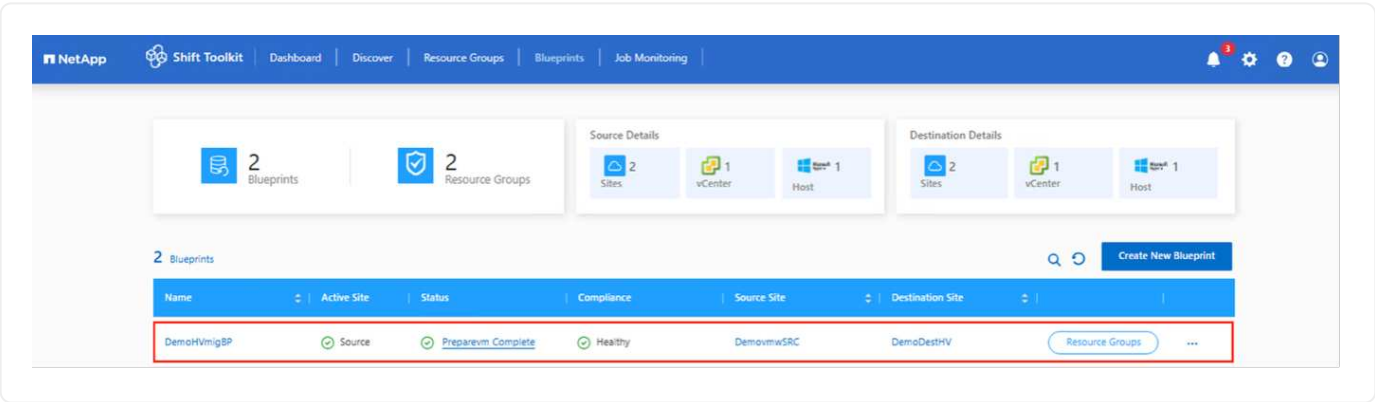 NetApp Shift Toolkit Dashboard Discover Resource Groups Blueprints Job Monitoring 3 ?
2
Blueprints
2
Resource Groups
Source Details
2
Sites
1
vCenter
1
Host
Destination Details
2
Sites
1
vCenter
1
Host
2 Blueprints
Create New Blueprint
Name Active Site Status Compliance Source Site Destination Site
DemoHVmigBP Source Preparevm Complete Healthy DemovmwSRC DemoDestHV Resource Groups ...